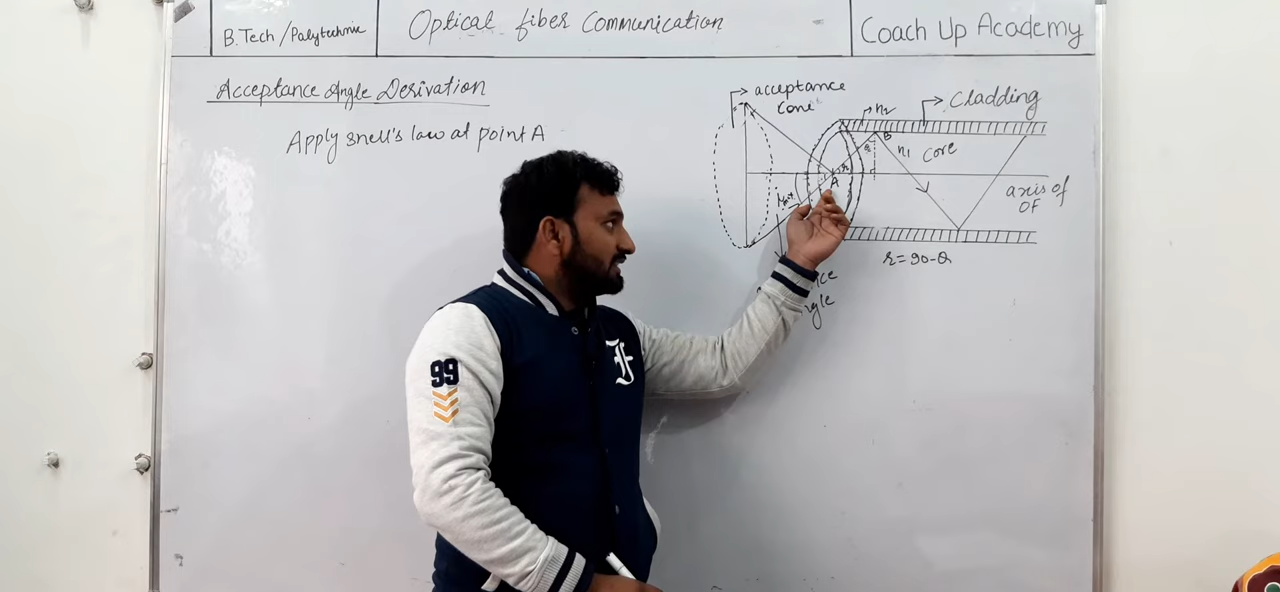 B.Tech/Polytechnic
Optical fiber Communication
Coach Up Academy
Acceptance Angle Derivation
Apply snell's law at point A
acceptance
cone
n2
Cladding
B
n1 Core
A
axis of
OF
r=90-θ
99